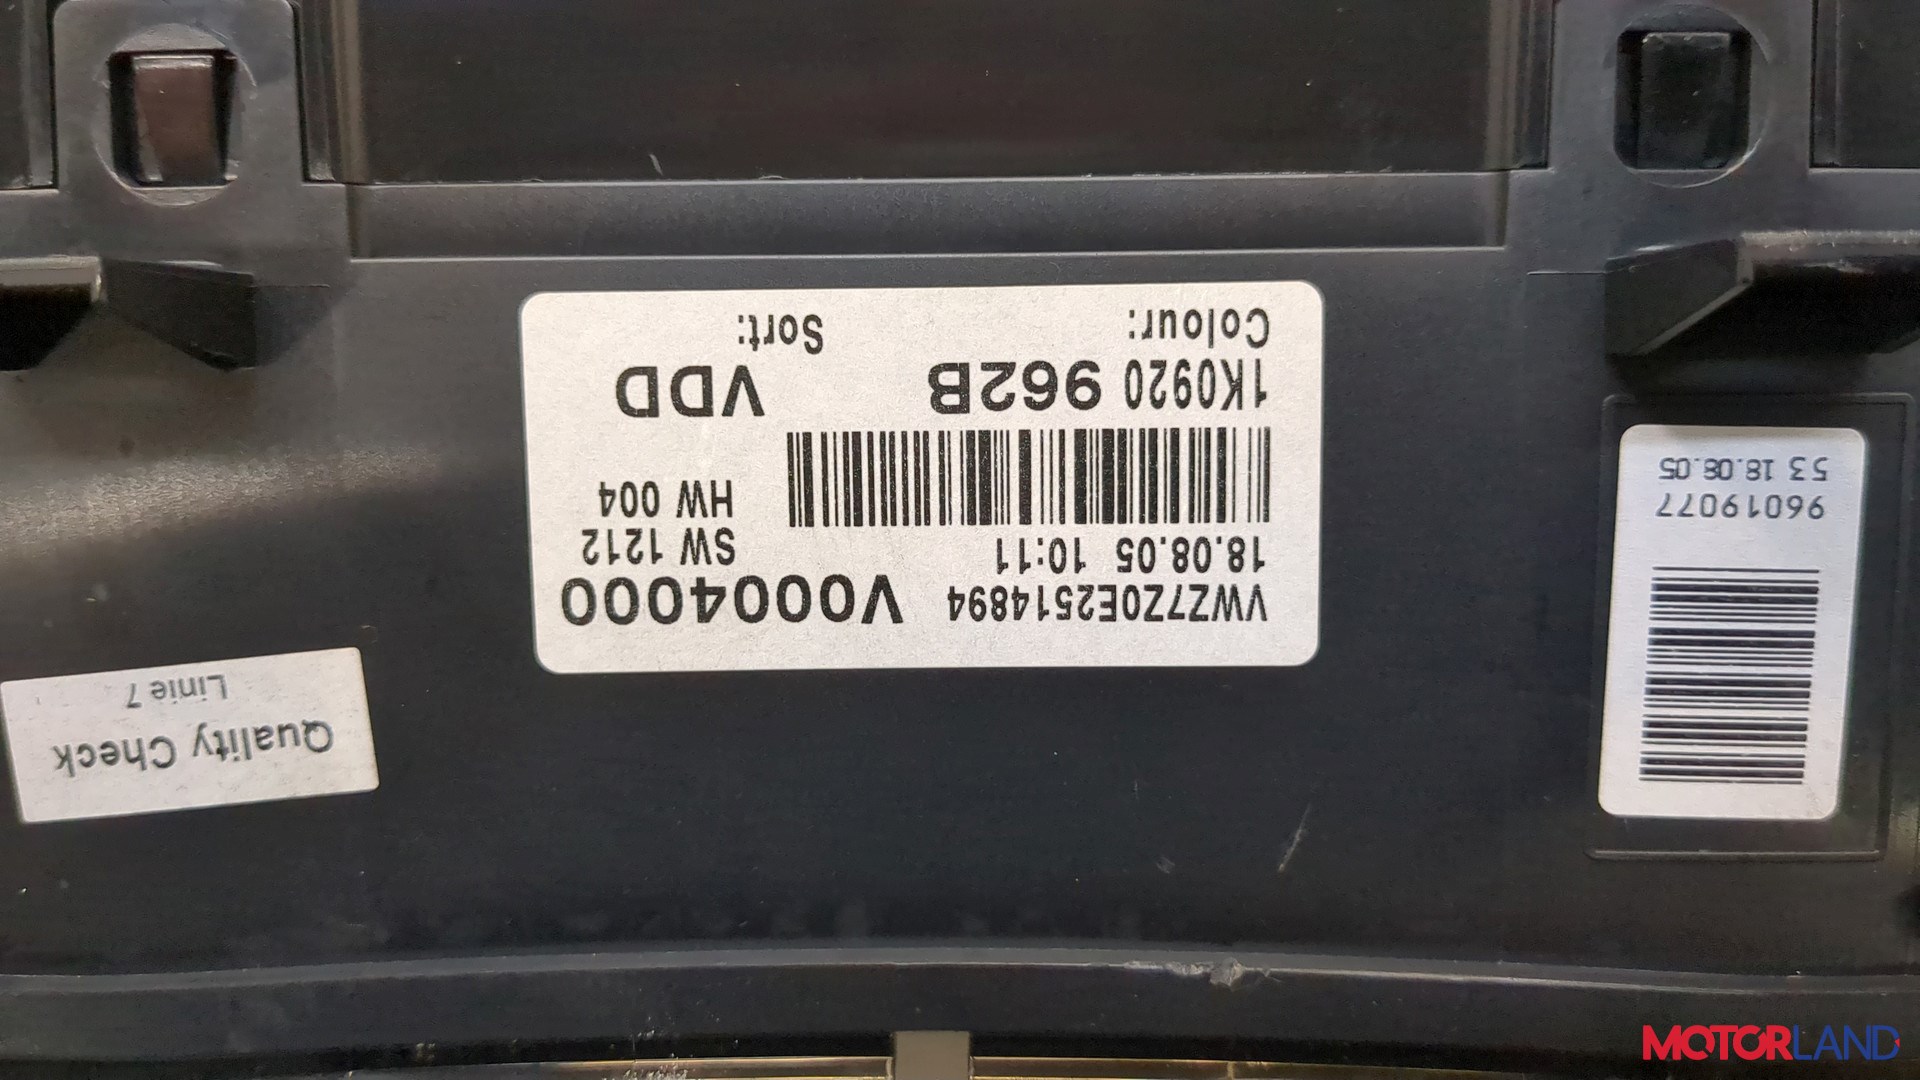 96019077
53 18.08.05
VWZ7Z0E2514894 V0004000
18.08.05 10:11 SW 1212
HW 004
1K0920 962B VDD
Colour: Sort:
Quality Check
Linie 7
MOTORLAND